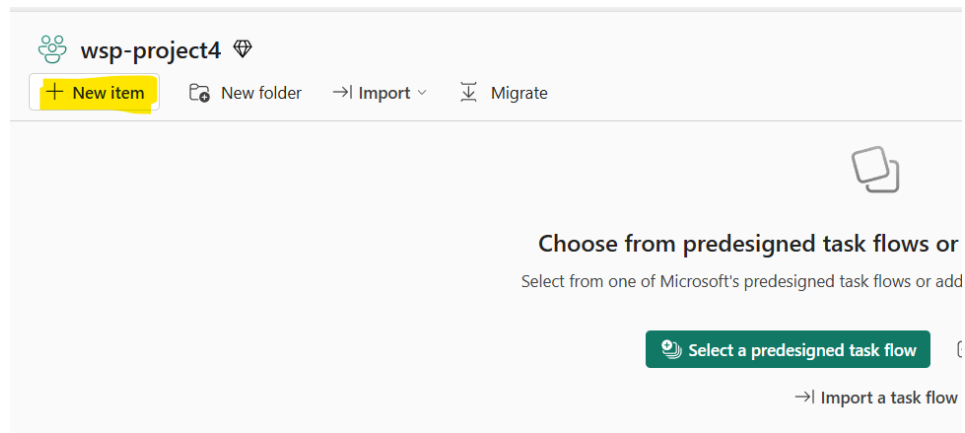 wsp-project4
New item New folder Import Migrate
Choose from predesigned task flows or
Select from one of Microsoft's predesigned task flows or add
Select a predesigned task flow
Import a task flow